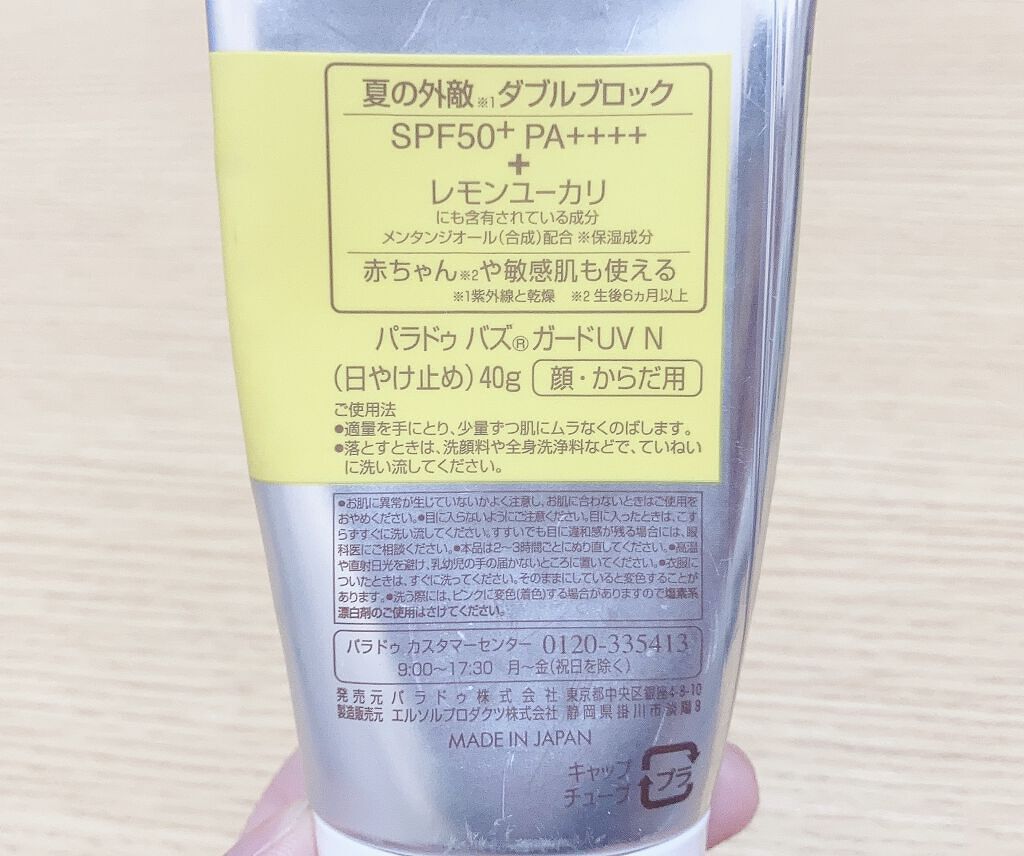 夏の外敵※1ダブルブロック
SPF50+ PA++++
+
レモンユーカリ
にも含有されている成分
メンタンジオール(合成)配合 ※保湿成分
赤ちゃん※2や敏感肌も使える
※1紫外線と乾燥 ※2 生後6ヵ月以上
パラドゥ バズ®ガードUV N
(日やけ止め)40g 顔・からだ用
ご使用法
●適量を手にとり、少量ずつ肌にムラなくのばします。
●落とすときは、洗顔料や全身洗浄料などで、ていねい
に洗い流してください。
●お肌に異常が生じていないかよく注意し、お肌に合わないときはご使用を
おやめください。●目に入らないようにご注意ください。目に入ったときは、こす
らずすぐに洗い流してください。すすいでも目に違和感が残る場合には、眼
科医にご相談ください。●本品は2〜3時間ごとにぬり直してください。●高温
や直射日光を避け、乳幼児の手の届かないところに置いてください。●衣服に
ついたときは、すぐに洗ってください。そのままにしていると変色することが
あります。●洗う際には、ピンクに変色(着色)する場合がありますので塩素系
漂白剤のご使用はさけてください。
パラドゥ カスタマーセンター 0120-335413
9:00〜17:30 月〜金(祝日を除く)
発売元 パラドゥ株式会社 東京都中央区銀座4-8-10
製造販売元 エルソルプロダクツ株式会社 静岡県掛川市淡陽9
MADE IN JAPAN
キャップ
チューブ
プラ